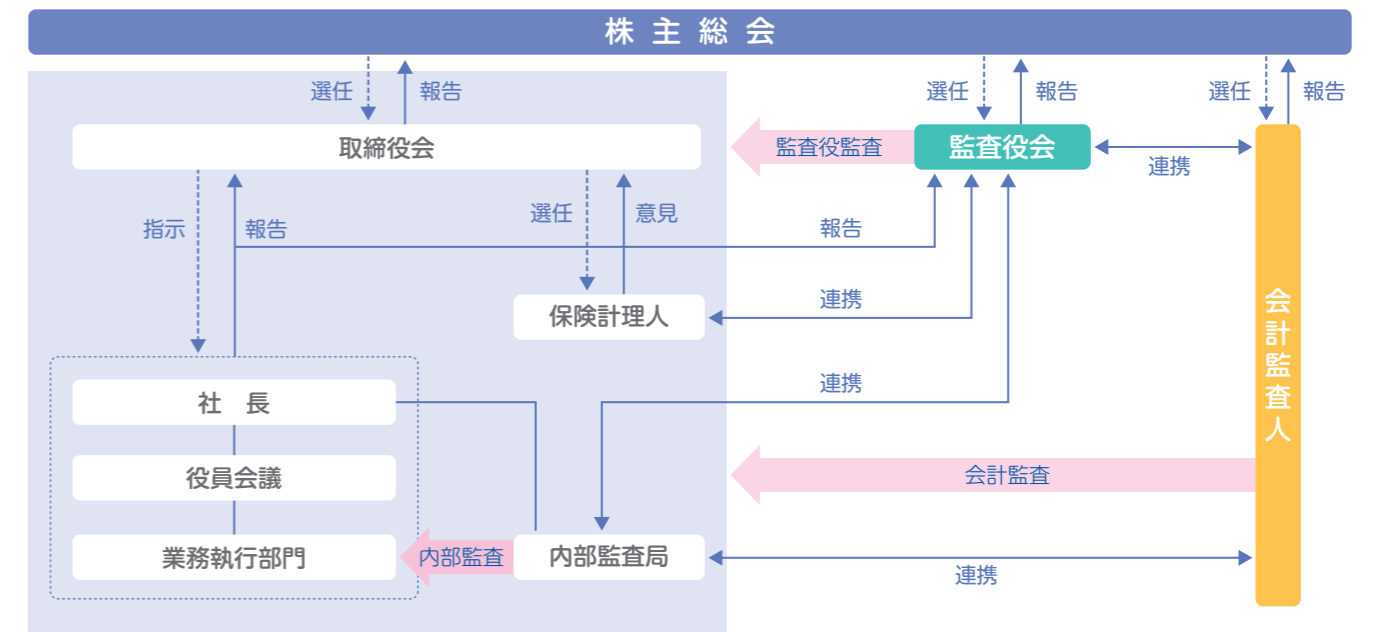 株主総会
選任
報告
選任
報告
選任
報告
取締役会
監査役監査
監査役会
連携
指示
報告
選任
意見
報告
保険計理人
連携
会計監査人
連携
社　長
役員会議
会計監査
業務執行部門
内部監査
内部監査局
連携